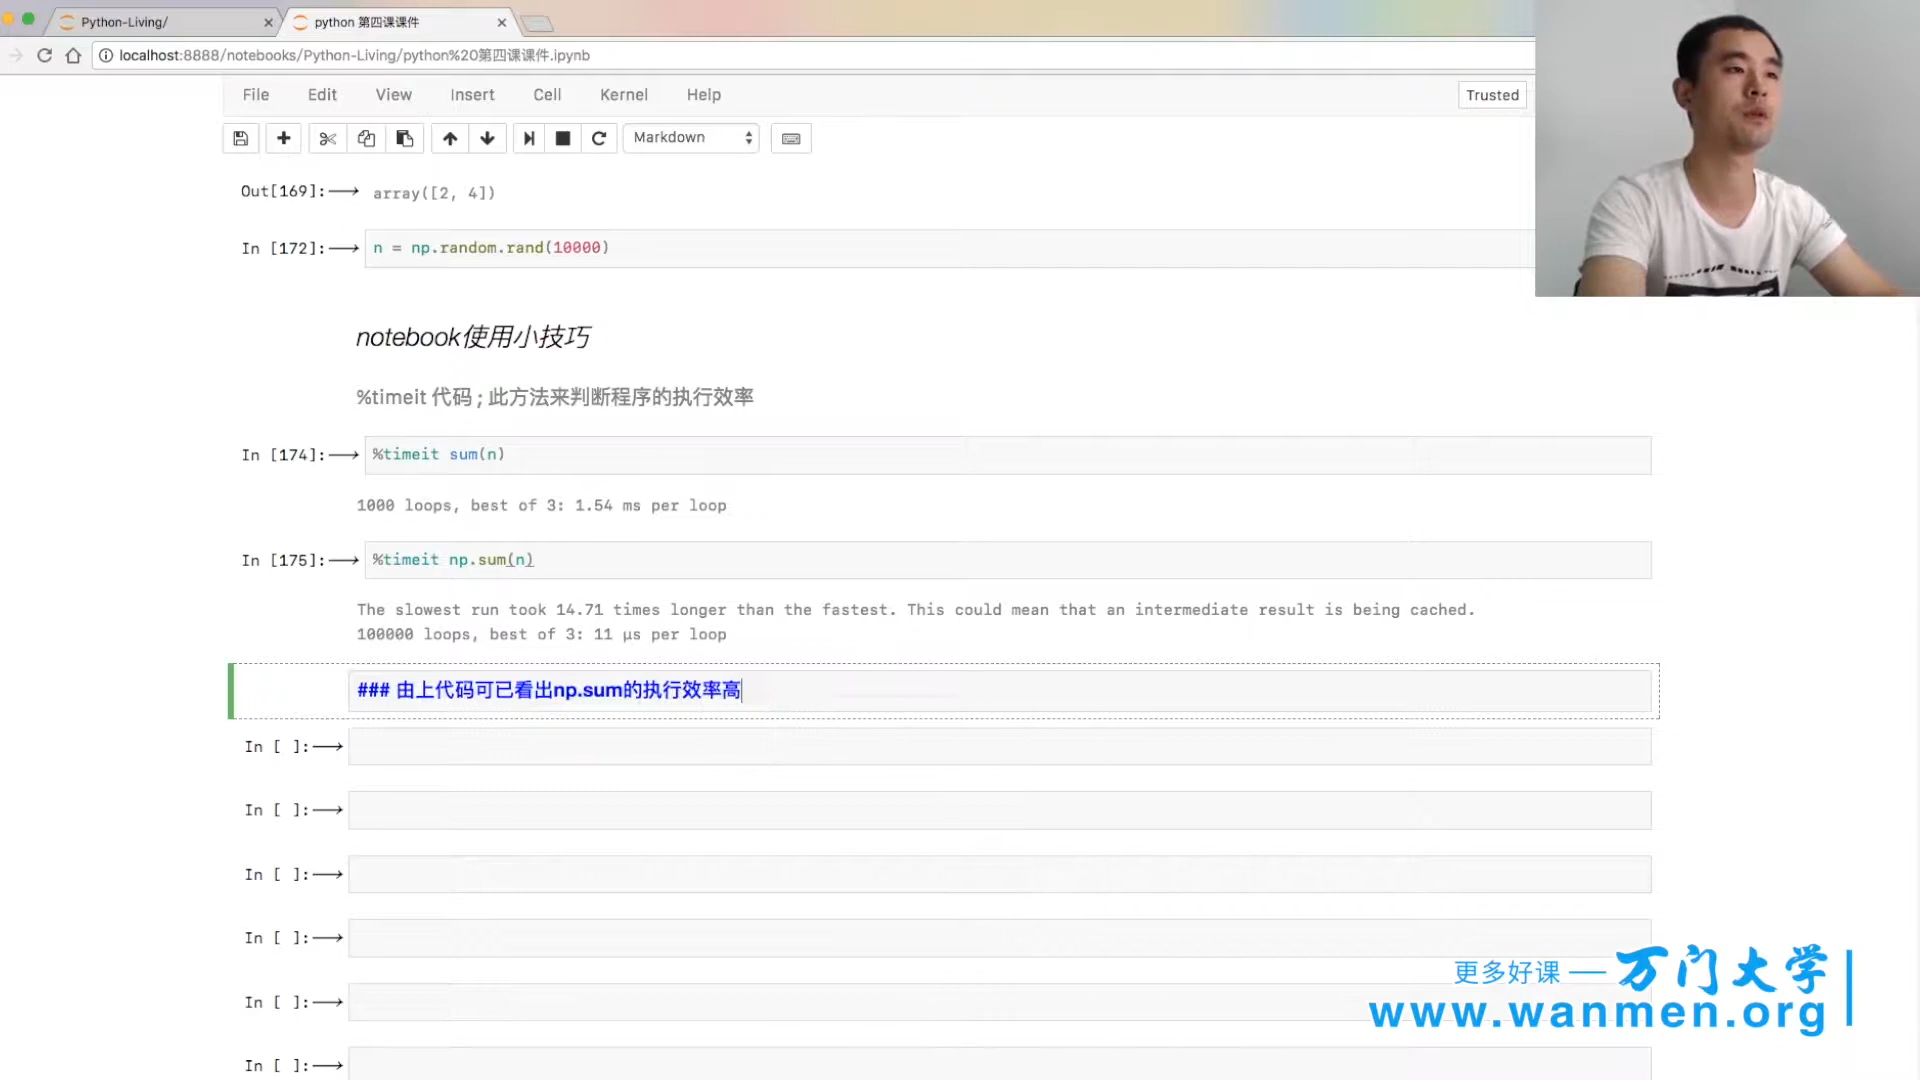 Python-Living/
python 第四课课件
localhost:8888/notebooks/Python-Living/python%20第四课课件.ipynb
File Edit View Insert Cell Kernel Help
Trusted
Markdown
Out[169]: array([2, 4])
In [172]: n = np.random.rand(10000)
notebook使用小技巧
%timeit 代码 ; 此方法来判断程序的执行效率
In [174]: %timeit sum(n)
1000 loops, best of 3: 1.54 ms per loop
In [175]: %timeit np.sum(n)
The slowest run took 14.71 times longer than the fastest. This could mean that an intermediate result is being cached.
100000 loops, best of 3: 11 µs per loop
### 由上代码可已看出np.sum的执行效率高
In [ ]:
In [ ]:
In [ ]:
In [ ]:
In [ ]:
In [ ]:
更多好课 — 万门大学
www.wanmen.org